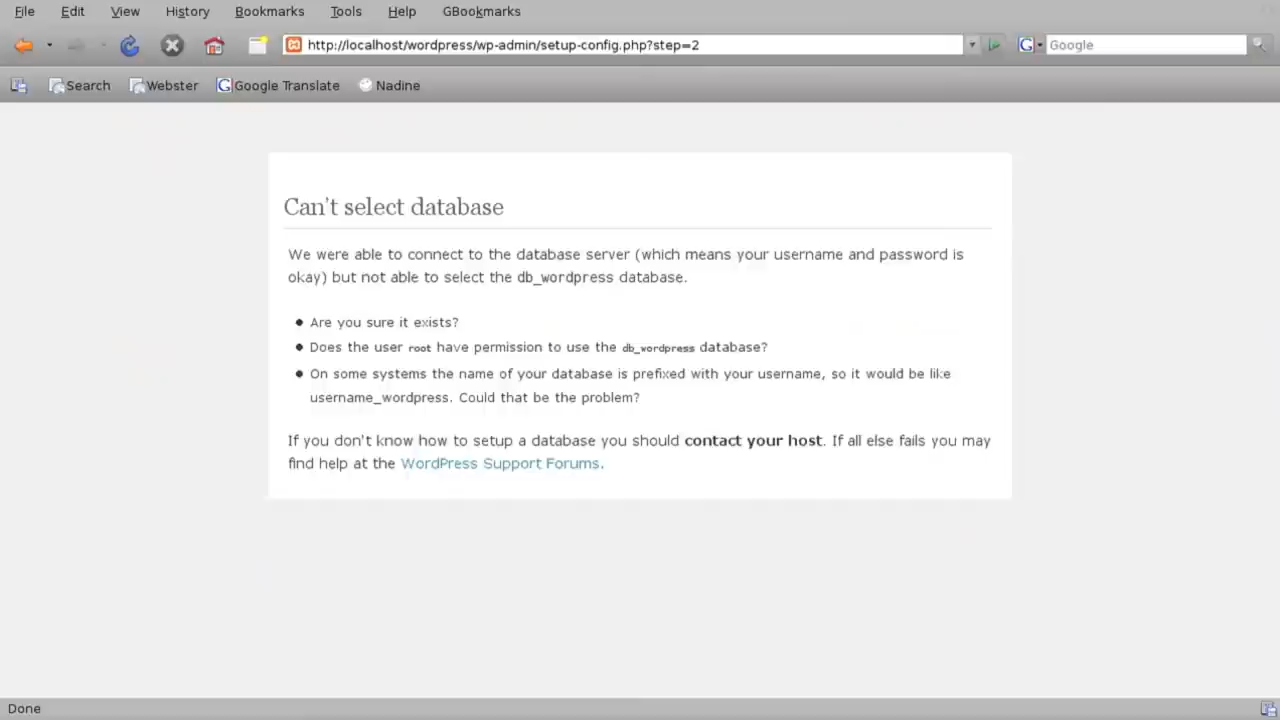 File Edit View History Bookmarks Tools Help GBookmarks
http://localhost/wordpress/wp-admin/setup-config.php?step=2 G Google
Search Webster G Google Translate Nadine
Can't select database
We were able to connect to the database server (which means your username and password is
okay) but not able to select the db_wordpress database.
Are you sure it exists?
Does the user root have permission to use the db_wordpress database?
On some systems the name of your database is prefixed with your username, so it would be like
username_wordpress. Could that be the problem?
If you don't know how to setup a database you should contact your host. If all else fails you may
find help at the WordPress Support Forums.
Done